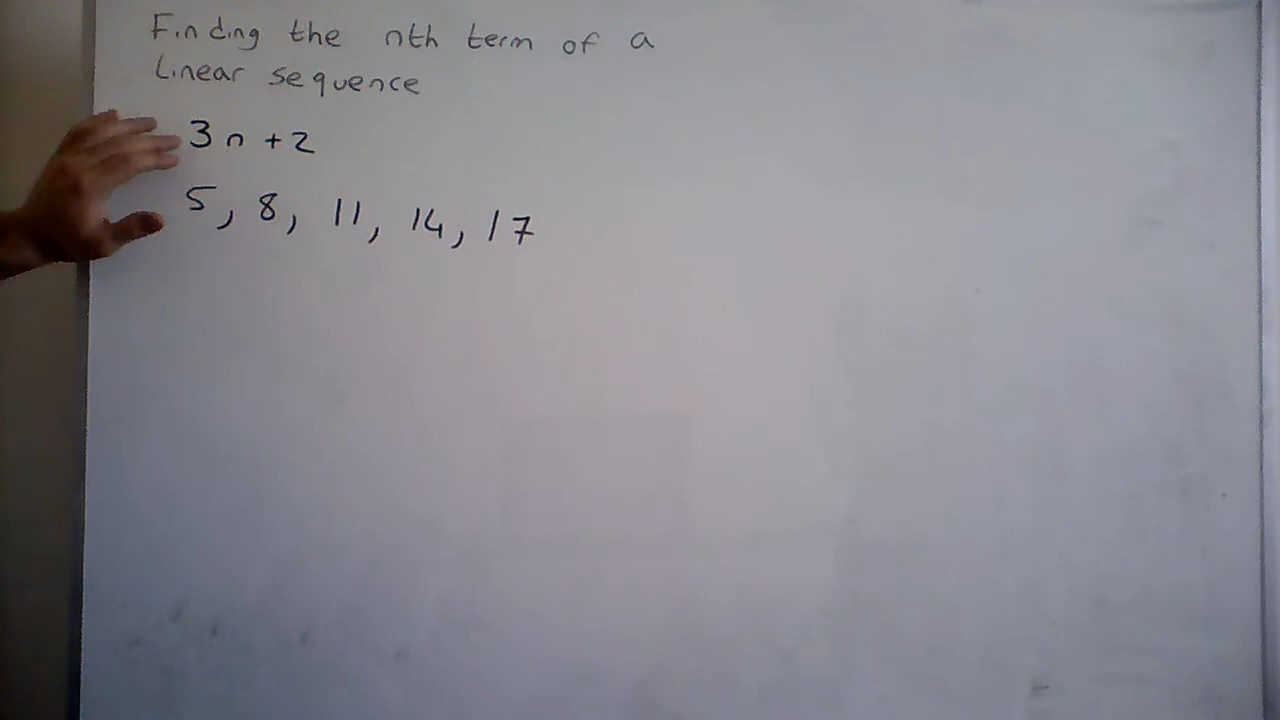 Finding the nth term of a
Linear sequence
3n + 2
5, 8, 11, 14, 17